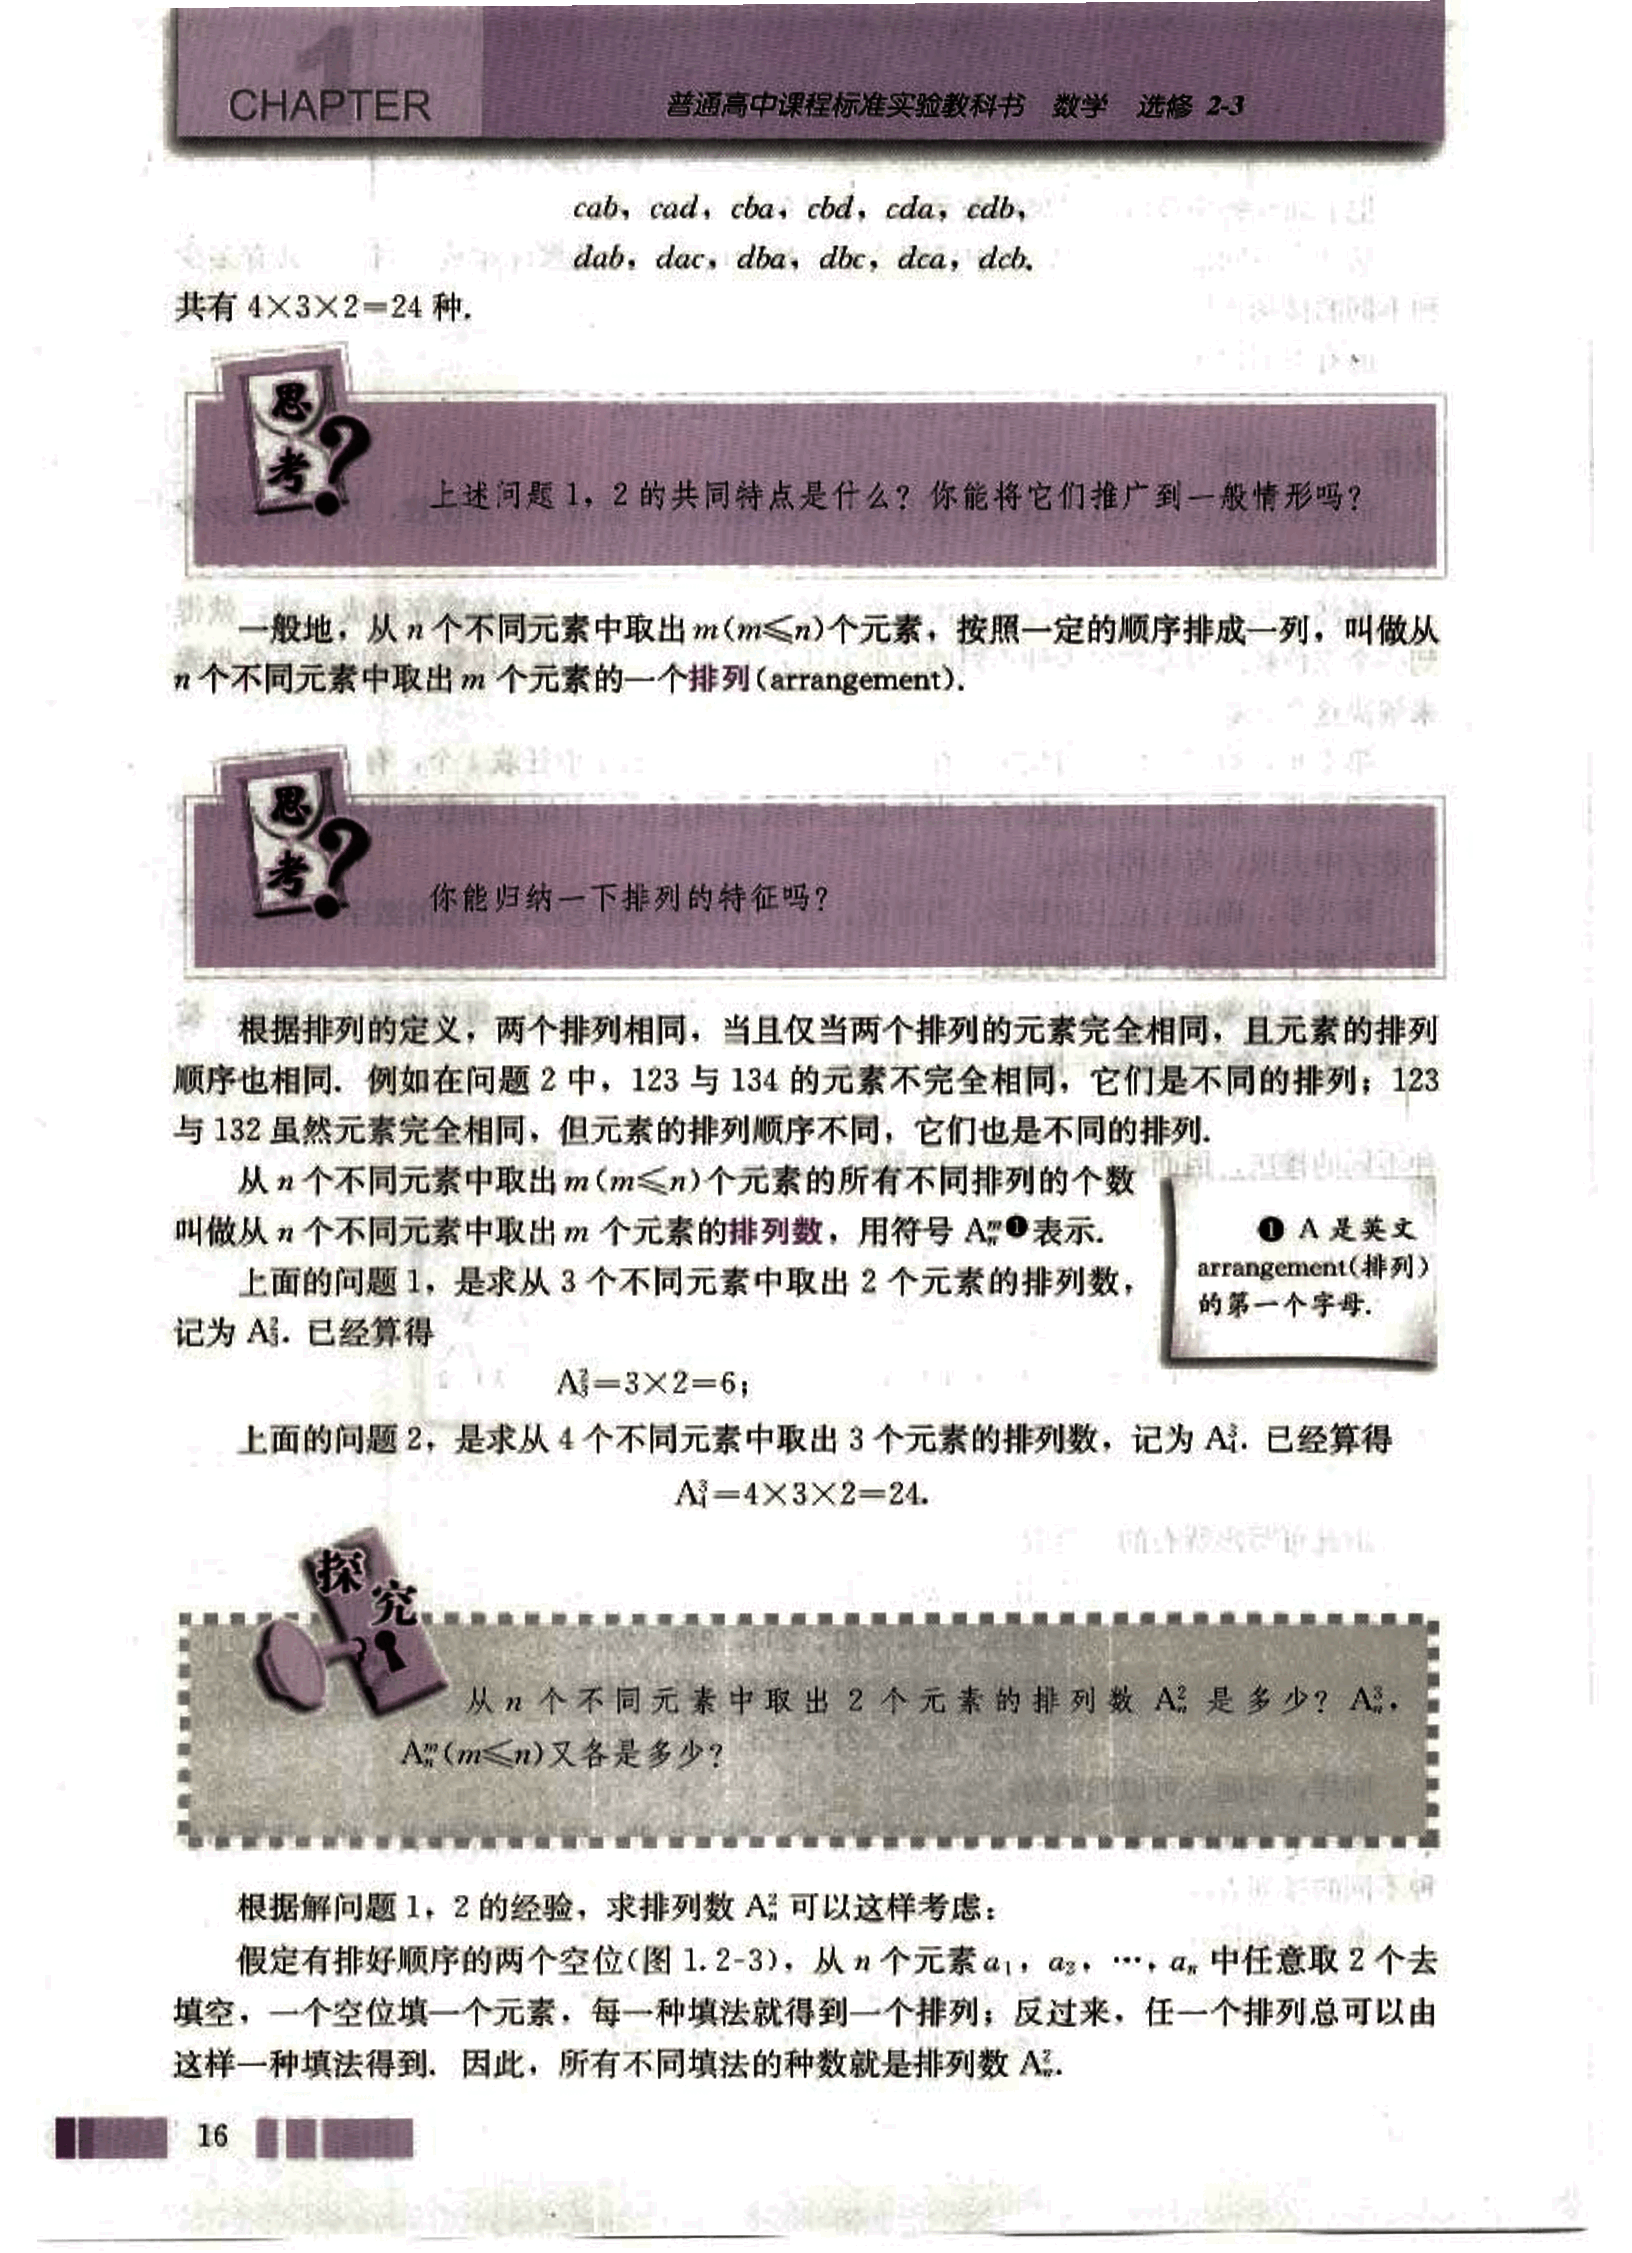 1
CHAPTER
普通高中课程标准实验教科书 数学 选修 2-3
cab，cad，cba，cbd，cda，cdb，
dab，dac，dba，dbc，dca，dcb.
共有 4×3×2=24 种.
思考?
上述问题 1，2 的共同特点是什么？你能将它们推广到一般情形吗？
一般地，从 n 个不同元素中取出 m(m≤n)个元素，按照一定的顺序排成一列，叫做从
n 个不同元素中取出 m 个元素的一个排列(arrangement).
思考?
你能归纳一下排列的特征吗？
根据排列的定义，两个排列相同，当且仅当两个排列的元素完全相同，且元素的排列
顺序也相同. 例如在问题 2 中，123 与 134 的元素不完全相同，它们是不同的排列；123
与 132 虽然元素完全相同，但元素的排列顺序不同，它们也是不同的排列.
从 n 个不同元素中取出 m(m≤n)个元素的所有不同排列的个数
叫做从 n 个不同元素中取出 m 个元素的排列数，用符号 Aₙᵐ❶表示.
❶ A 是英文
arrangement(排列)
的第一个字母.
上面的问题 1，是求从 3 个不同元素中取出 2 个元素的排列数，
记为 A₃². 已经算得
A₃²=3×2=6；
上面的问题 2，是求从 4 个不同元素中取出 3 个元素的排列数，记为 A₄³. 已经算得
A₄³=4×3×2=24.
探究
从 n 个不同元素中取出 2 个元素的排列数 Aₙ² 是多少？Aₙ³，
Aₙᵐ(m≤n)又各是多少？
根据解问题 1，2 的经验，求排列数 Aₙ² 可以这样考虑：
假定有排好顺序的两个空位(图 1.2-3)，从 n 个元素 a₁，a₂，…，aₙ 中任意取 2 个去
填空，一个空位填一个元素，每一种填法就得到一个排列；反过来，任一个排列总可以由
这样一种填法得到. 因此，所有不同填法的种数就是排列数 Aₙ².
16